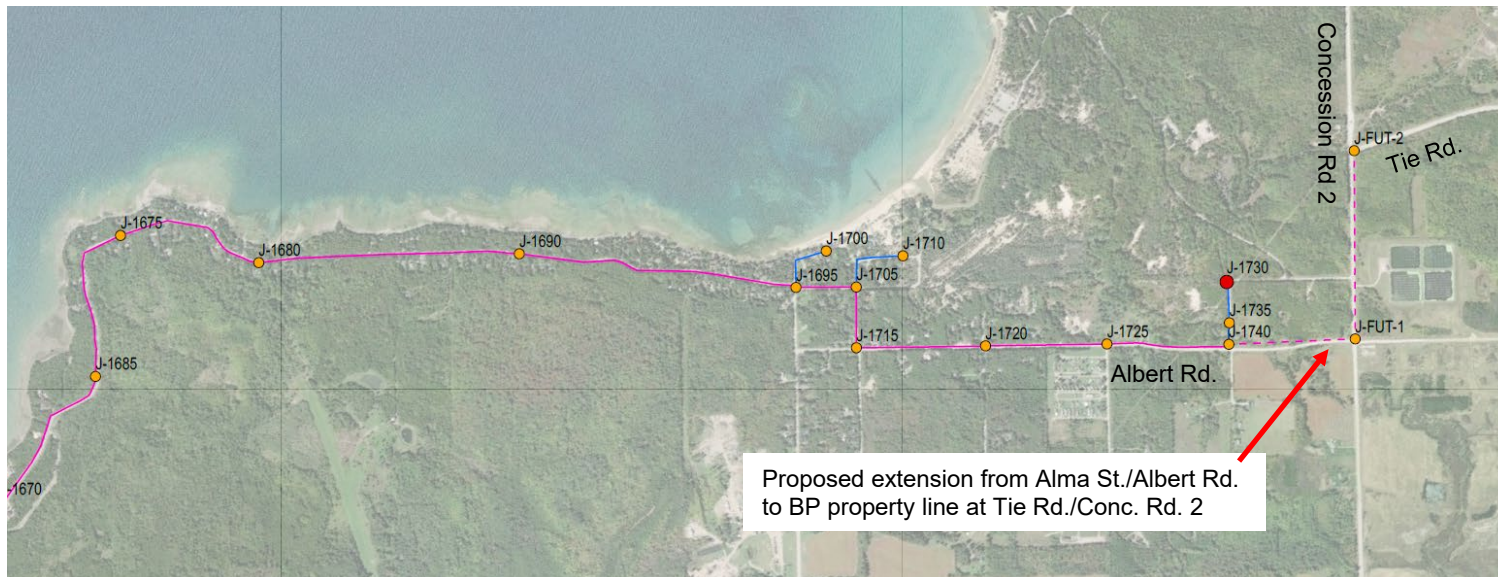 Concession Rd 2
J-FUT-2
Tie Rd.
J-1675
J-1680
J-1690
J-1700
J-1710
J-1695
J-1705
J-1730
J-1735
J-1740
J-FUT-1
J-1715
J-1720
J-1725
Albert Rd.
J-1685
-1670
Proposed extension from Alma St./Albert Rd.
to BP property line at Tie Rd./Conc. Rd. 2